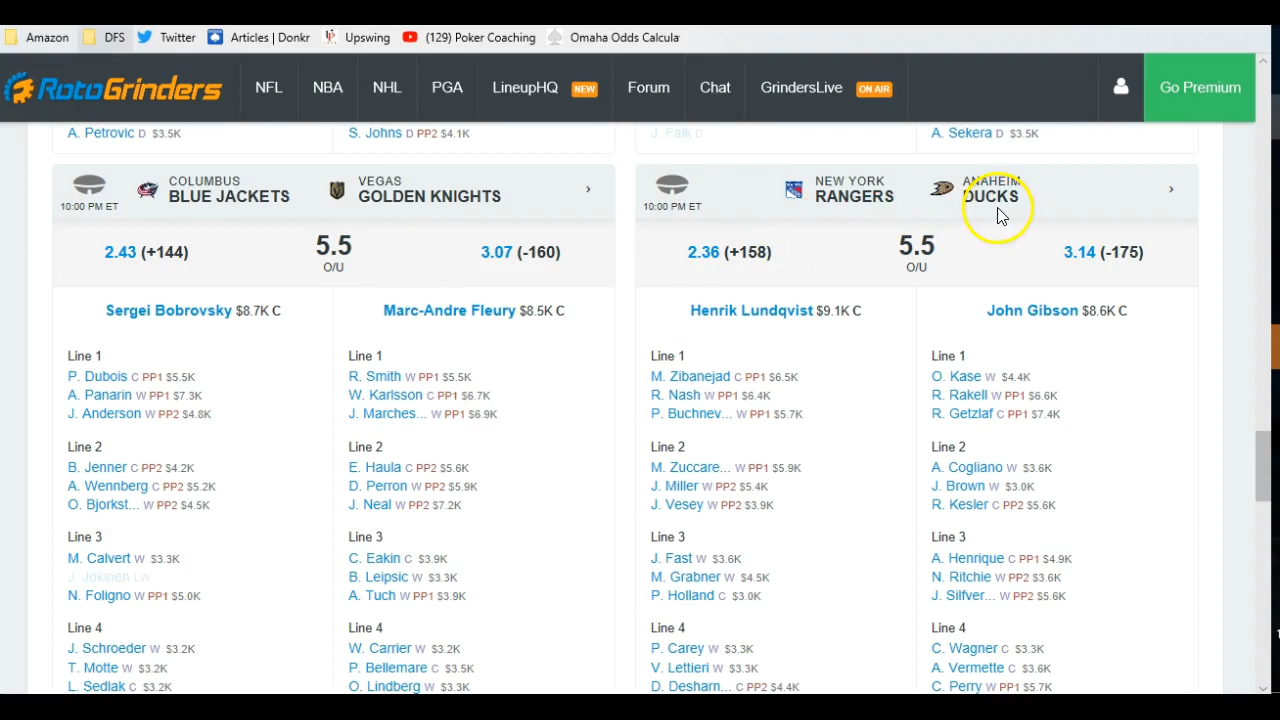 Amazon DFS Twitter Articles | Donkr Upswing (129) Poker Coaching Omaha Odds Calcula
RotoGrinders NFL NBA NHL PGA LineupHQ NEW Forum Chat GrindersLive ON AIR Go Premium
A. Petrovic D $3.5K
S. Johns D PP2 $4.1K
J. Falk D
A. Sekera D $3.5K
10:00 PM ET
COLUMBUS
BLUE JACKETS
VEGAS
GOLDEN KNIGHTS
2.43 (+144)
5.5
O/U
3.07 (-160)
Sergei Bobrovsky $8.7K C
Line 1
P. Dubois C PP1 $5.5K
A. Panarin W PP1 $7.3K
J. Anderson W PP2 $4.8K
Line 2
B. Jenner C PP2 $4.2K
A. Wennberg C PP2 $5.2K
O. Bjorkst... W PP2 $4.5K
Line 3
M. Calvert W $3.3K
J. Jokinen LW
N. Foligno W PP1 $5.0K
Line 4
J. Schroeder W $3.2K
T. Motte W $3.2K
L. Sedlak C $3.2K
Marc-Andre Fleury $8.5K C
Line 1
R. Smith W PP1 $5.5K
W. Karlsson C PP1 $6.7K
J. Marches... W PP1 $6.9K
Line 2
E. Haula C PP2 $5.6K
D. Perron W PP2 $5.9K
J. Neal W PP2 $7.2K
Line 3
C. Eakin C $3.9K
B. Leipsic W $3.3K
A. Tuch W PP1 $3.9K
Line 4
W. Carrier W $3.2K
P. Bellemare C $3.5K
O. Lindberg W $3.3K
10:00 PM ET
NEW YORK
RANGERS
ANAHEIM
DUCKS
2.36 (+158)
5.5
O/U
3.14 (-175)
Henrik Lundqvist $9.1K C
Line 1
M. Zibanejad C PP1 $6.5K
R. Nash W PP1 $6.4K
P. Buchnev... W PP1 $5.7K
Line 2
M. Zuccare... W PP1 $5.9K
J. Miller W PP2 $5.4K
J. Vesey W PP2 $3.9K
Line 3
J. Fast W $3.6K
M. Grabner W $4.5K
P. Holland C $3.0K
Line 4
P. Carey W $3.3K
V. Lettieri W $3.3K
D. Desharn... C PP2 $4.4K
John Gibson $8.6K C
Line 1
O. Kase W $4.4K
R. Rakell W PP1 $6.6K
R. Getzlaf C PP1 $7.4K
Line 2
A. Cogliano W $3.6K
J. Brown W $3.0K
R. Kesler C PP2 $5.6K
Line 3
A. Henrique C PP1 $4.9K
N. Ritchie W PP2 $3.6K
J. Silfver... W PP2 $5.6K
Line 4
C. Wagner C $3.3K
A. Vermette C $3.6K
C. Perry W PP1 $5.7K